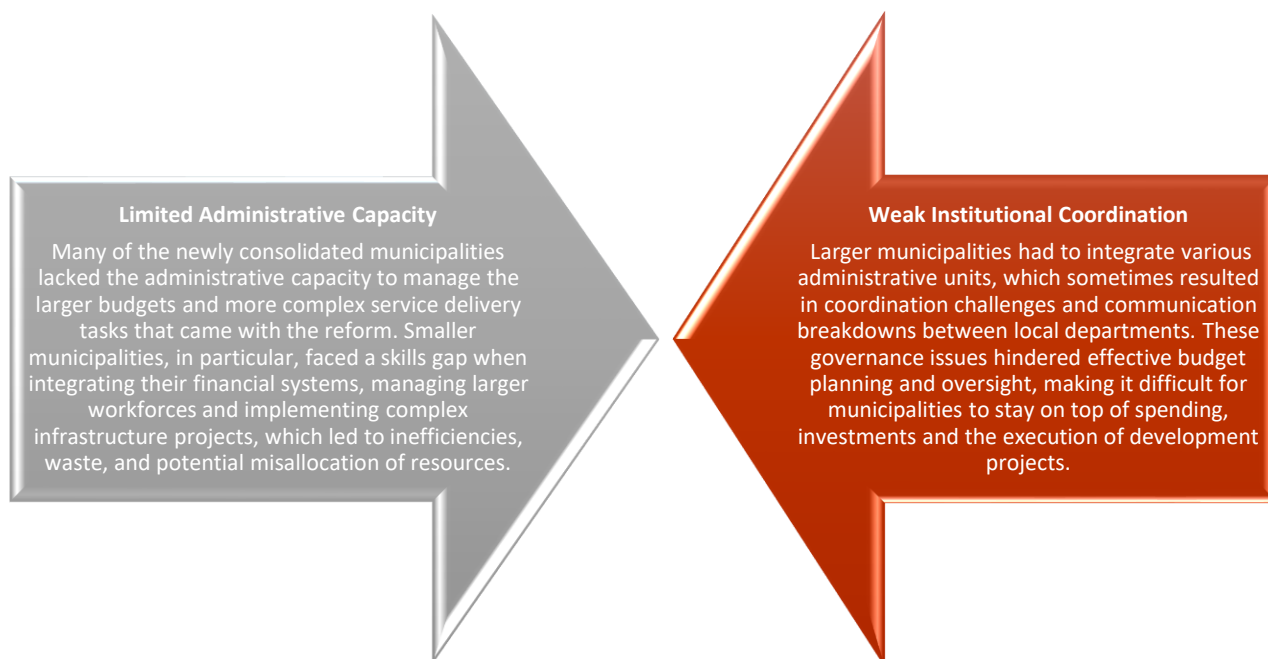 Limited Administrative Capacity
Many of the newly consolidated municipalities
lacked the administrative capacity to manage the
larger budgets and more complex service delivery
tasks that came with the reform. Smaller
municipalities, in particular, faced a skills gap when
integrating their financial systems, managing larger
workforces and implementing complex
infrastructure projects, which led to inefficiencies,
waste, and potential misallocation of resources.
Weak Institutional Coordination
Larger municipalities had to integrate various
administrative units, which sometimes resulted
in coordination challenges and communication
breakdowns between local departments. These
governance issues hindered effective budget
planning and oversight, making it difficult for
municipalities to stay on top of spending,
investments and the execution of development
projects.